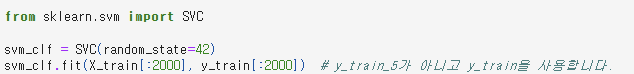 from sklearn.svm import SVC
svm_clf = SVC(random_state=42)
svm_clf.fit(X_train[:2000], y_train[:2000])  # y_train_5가 아니고 y_train을 사용합니다.